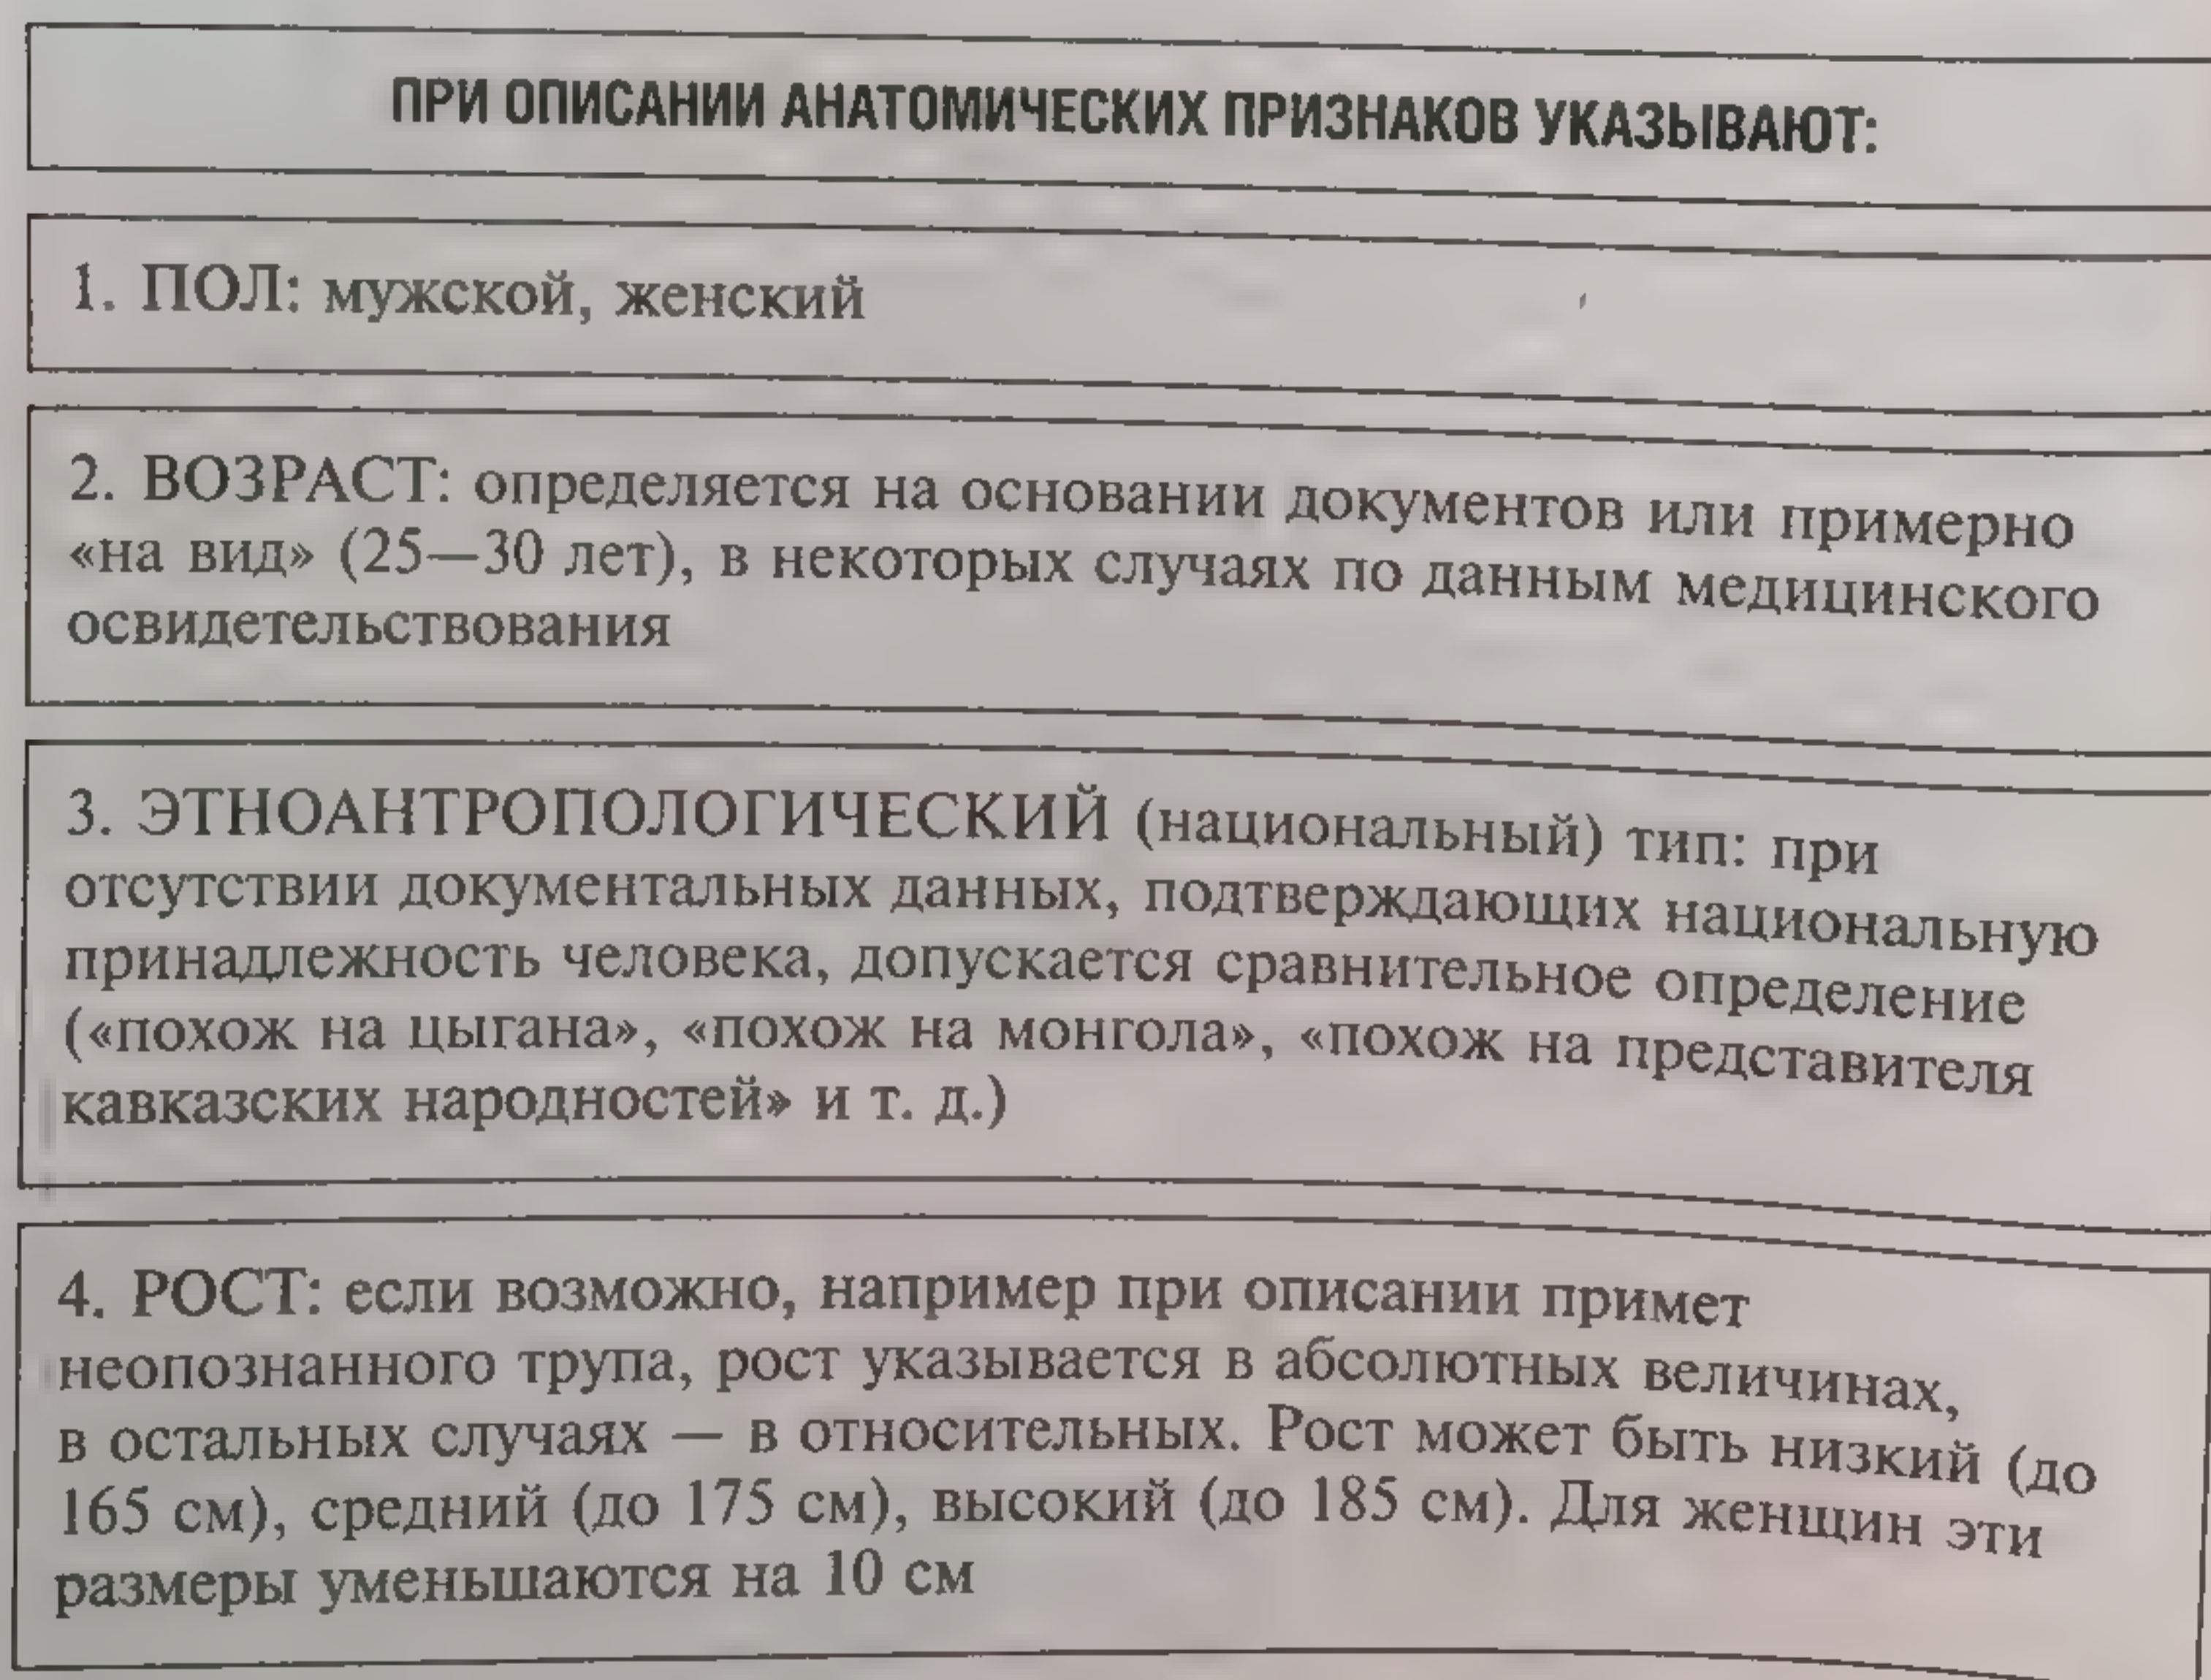 ПРИ ОПИСАНИИ АНАТОМИЧЕСКИХ ПРИЗНАКОВ УКАЗЫВАЮТ:
1. ПОЛ: мужской, женский
2. ВОЗРАСТ: определяется на основании документов или примерно
«на вид» (25—30 лет), в некоторых случаях по данным медицинского
освидетельствования
3. ЭТНОАНТРОПОЛОГИЧЕСКИЙ (национальный) тип: при
отсутствии документальных данных, подтверждающих национальную
принадлежность человека, допускается сравнительное определение
(«похож на цыгана», «похож на монгола», «похож на представителя
кавказских народностей» и т. д.)
4. РОСТ: если возможно, например при описании примет
неопознанного трупа, рост указывается в абсолютных величинах,
в остальных случаях — в относительных. Рост может быть низкий (до
165 см), средний (до 175 см), высокий (до 185 см). Для женщин эти
размеры уменьшаются на 10 см